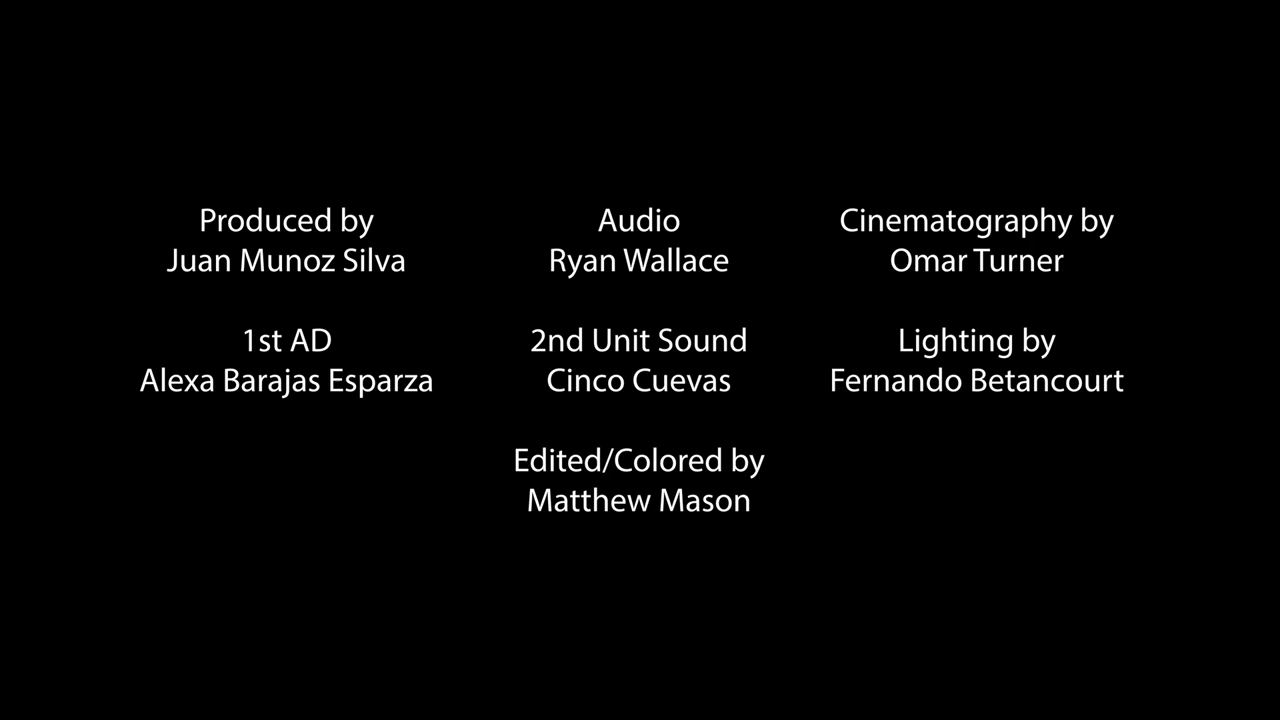 Produced by
Juan Munoz Silva
Audio
Ryan Wallace
Cinematography by
Omar Turner
1st AD
Alexa Barajas Esparza
2nd Unit Sound
Cinco Cuevas
Lighting by
Fernando Betancourt
Edited/Colored by
Matthew Mason